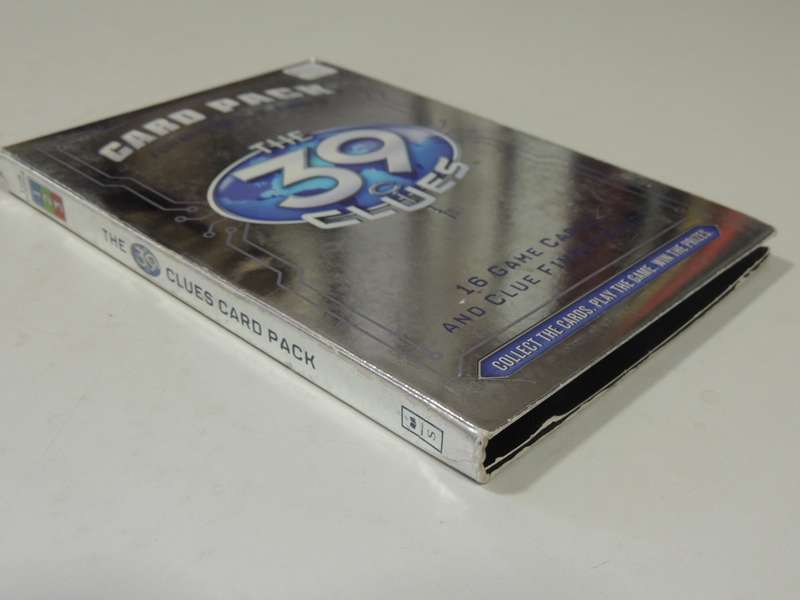 CARD PACK
THE
39
CLUES
16 GAME
AND CLUE
COLLECT THE CARDS, PLAY THE GAME, WIN THE PRIZES
THE 39 CLUES CARD PACK
S